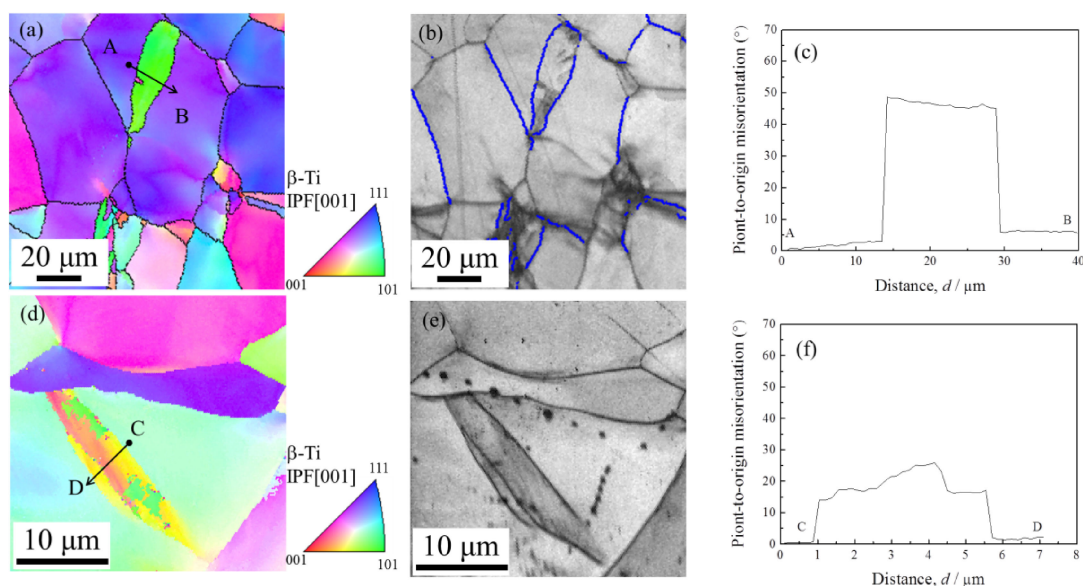 (a)
A
B
20 μm
β-Ti
IPF[001]
111
001
101
(b)
20 μm
(c)
Piont-to-origin misorientation (°)
70
60
50
40
30
20
10
0
A
B
0
10
20
30
40
Distance, d / μm
(d)
C
D
10 μm
β-Ti
IPF[001]
111
001
101
(e)
10 μm
(f)
Piont-to-origin misorientation (°)
70
60
50
40
30
20
10
0
C
D
0
1
2
3
4
5
6
7
8
Distance, d / μm